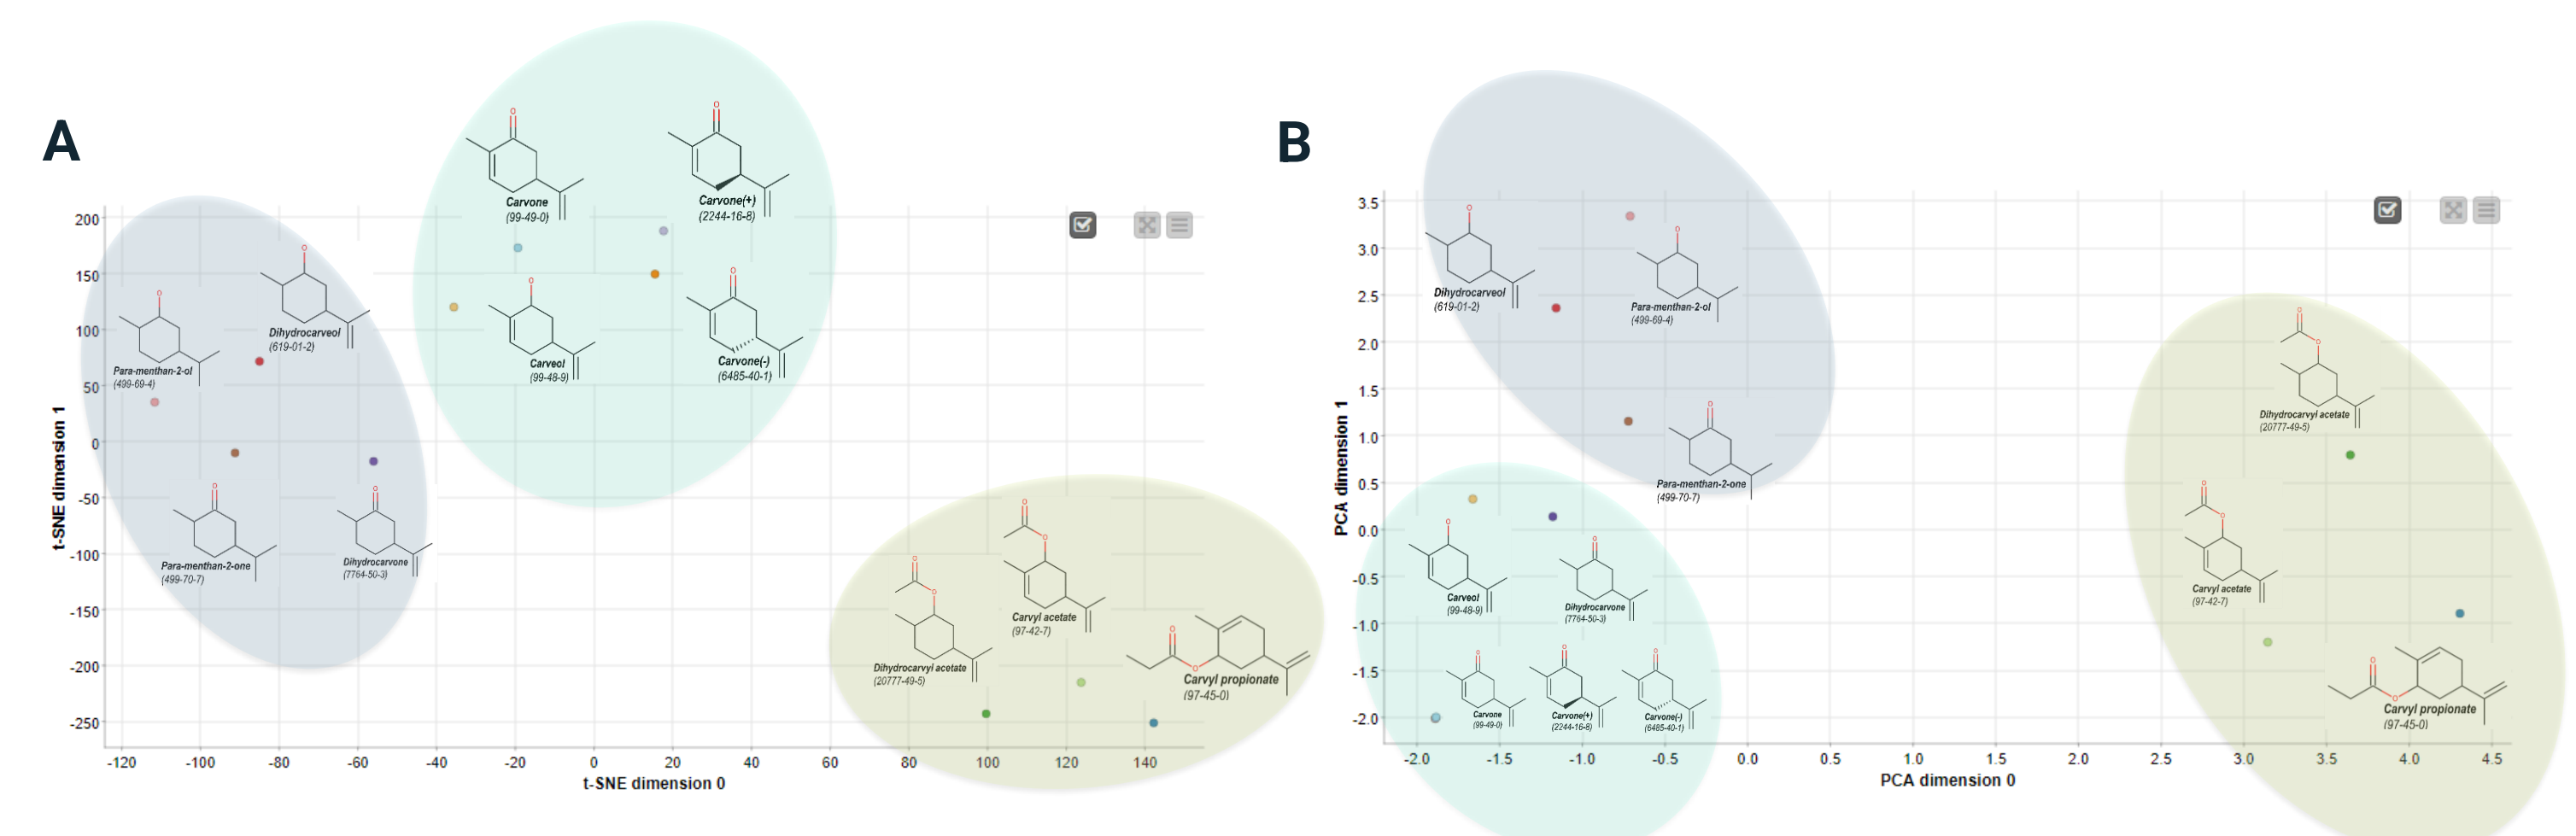 A
Carvone
(99-49-0)
Carvone(+)
(2244-16-8)
Carveol
(99-48-9)
Carvone(-)
(6485-40-1)
Dihydrocarveol
(619-01-2)
Para-menthan-2-ol
(499-69-4)
Para-menthan-2-one
(499-70-7)
Dihydrocarvone
(7764-50-3)
Dihydrocarvyl acetate
(20777-49-5)
Carvyl acetate
(97-42-7)
Carvyl propionate
(97-45-0)
O
O
O
O
O
O
O
O
O
O
O
O
O
O
200
150
100
50
0
-50
-100
-150
-200
-250
t-SNE dimension 1
-120 -100 -80 -60 -40 -20 0 20 40 60 80 100 120 140
t-SNE dimension 0
B
Dihydrocarveol
(619-01-2)
Para-menthan-2-ol
(499-69-4)
Para-menthan-2-one
(499-70-7)
Carveol
(99-48-9)
Dihydrocarvone
(7764-50-3)
Carvone
(99-49-0)
Carvone(+)
(2244-16-8)
Carvone(-)
(6485-40-1)
Dihydrocarvyl acetate
(20777-49-5)
Carvyl acetate
(97-42-7)
Carvyl propionate
(97-45-0)
O
O
O
O
O
O
O
O
O
O
O
O
O
O
3.5
3.0
2.5
2.0
1.5
1.0
0.5
0.0
-0.5
-1.0
-1.5
-2.0
PCA dimension 1
-2.0 -1.5 -1.0 -0.5 0.0 0.5 1.0 1.5 2.0 2.5 3.0 3.5 4.0 4.5
PCA dimension 0